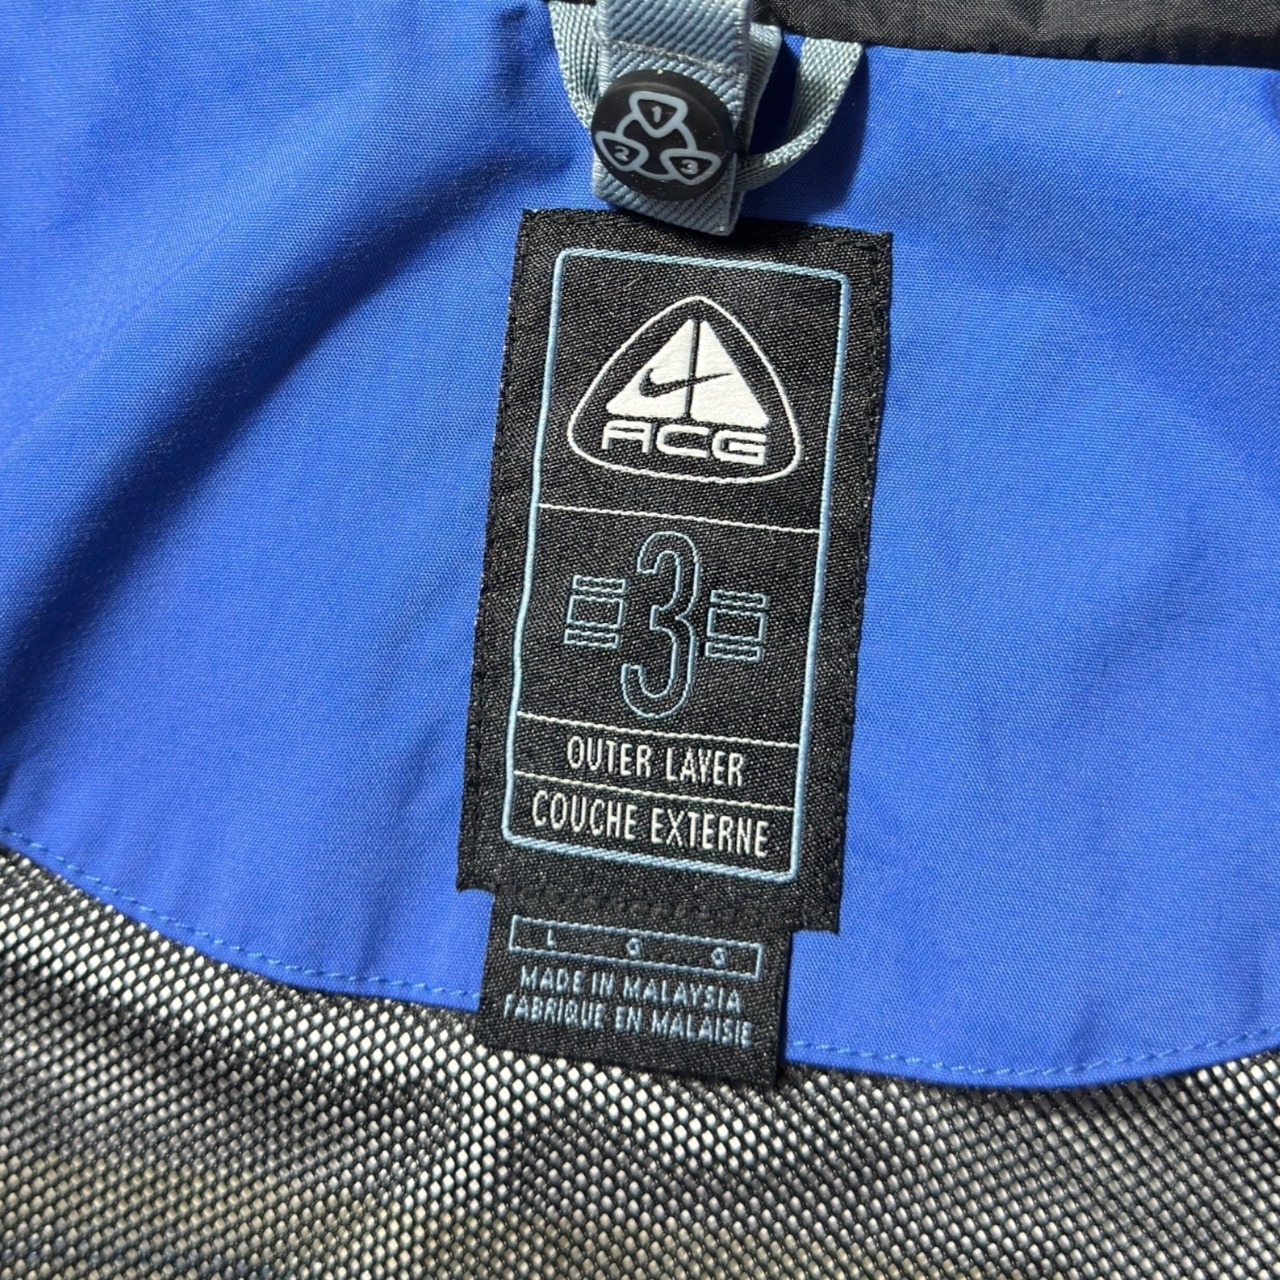 1
2 3
ACG
3
OUTER LAYER
COUCHE EXTERNE
L G G
MADE IN MALAYSIA
FABRIQUE EN MALAISIE